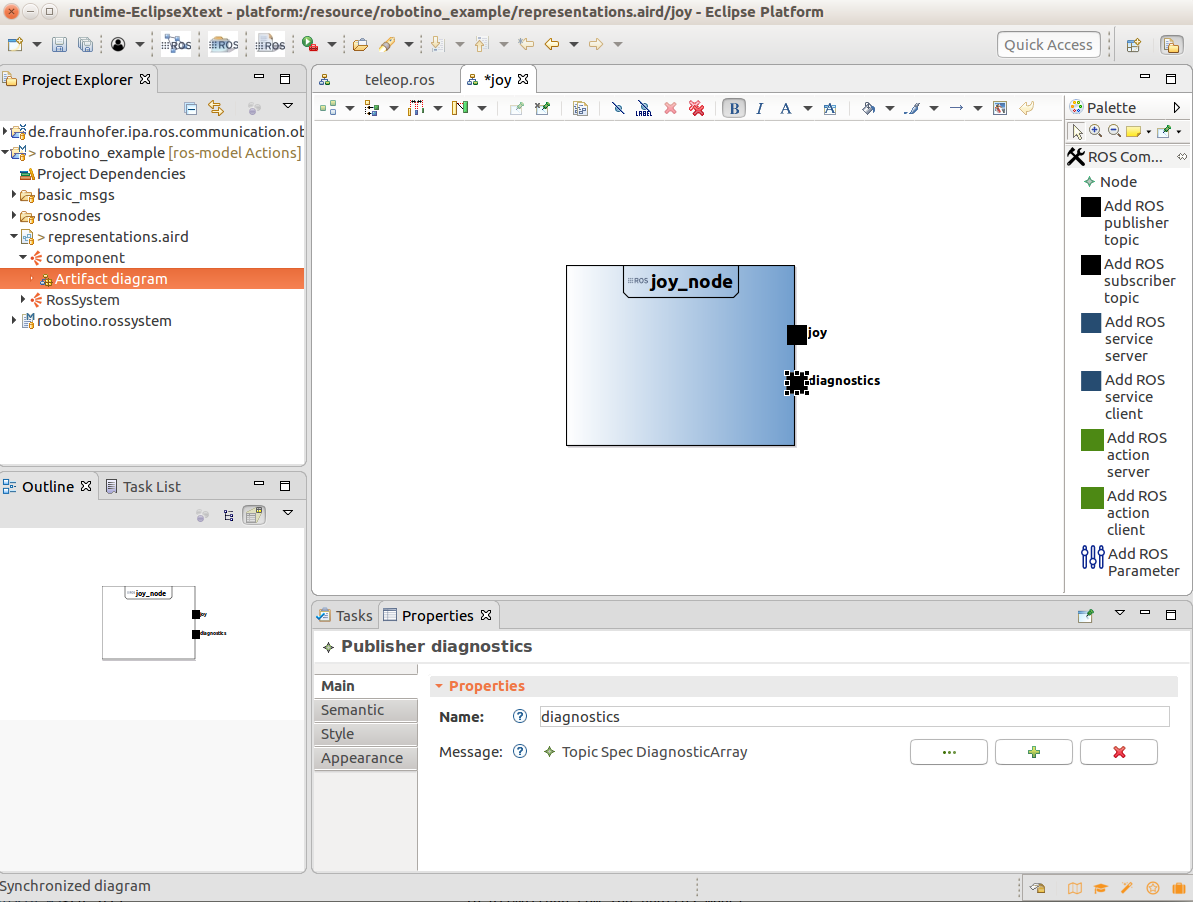 runtime-EclipseXtext - platform:/resource/robotino_example/representations.aird/joy - Eclipse Platform
ROS
ROS
ROS
Quick Access
Project Explorer
de.fraunhofer.ipa.ros.communication.ob
> robotino_example [ros-model Actions]
Project Dependencies
basic_msgs
rosnodes
> representations.aird
component
Artifact diagram
RosSystem
robotino.rossystem
Outline
Task List
joy_node
joy
diagnostics
teleop.ros
*joy
LABEL
B I A A
ROS joy_node
joy
diagnostics
Palette
ROS Com...
Node
Add ROS
publisher
topic
Add ROS
subscriber
topic
Add ROS
service
server
Add ROS
service
client
Add ROS
action
server
Add ROS
action
client
Add ROS
Parameter
Tasks
Properties
Publisher diagnostics
Main
Semantic
Style
Appearance
Properties
Name: ? diagnostics
Message: ? Topic Spec DiagnosticArray
...
Synchronized diagram